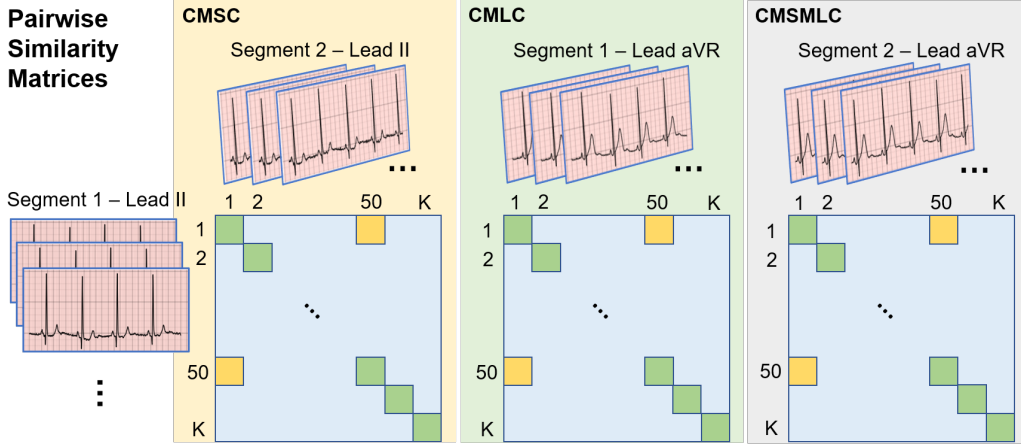 Pairwise
Similarity
Matrices
CMSC
Segment 2 – Lead II
...
CMLC
Segment 1 – Lead aVR
...
CMSMLC
Segment 2 – Lead aVR
...
Segment 1 – Lead II
...
1 2 50 K
1
2
...
50
K
1 2 50 K
1
2
...
50
K
1 2 50 K
1
2
...
50
K